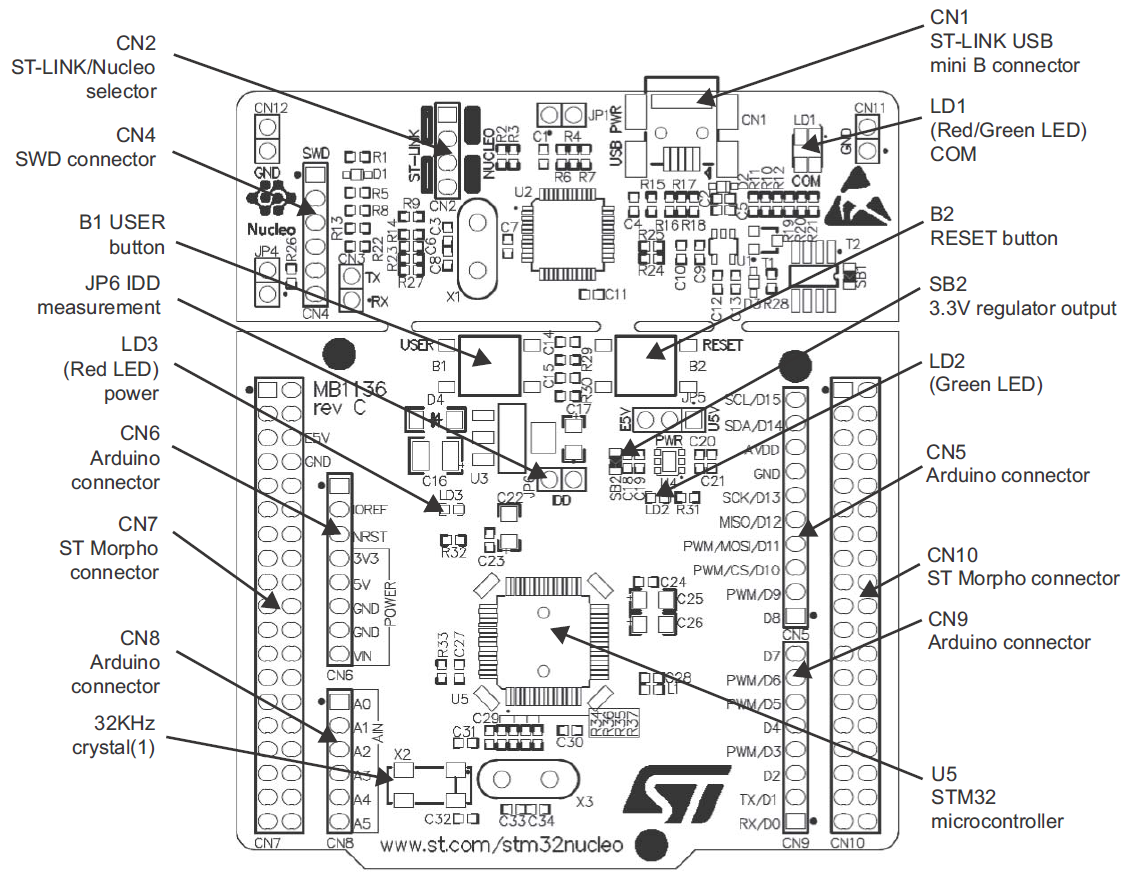 CN2
ST-LINK/Nucleo
selector
CN4
SWD connector
B1 USER
button
JP6 IDD
measurement
LD3
(Red LED)
power
CN6
Arduino
connector
CN7
ST Morpho
connector
CN8
Arduino
connector
32KHz
crystal(1)
CN1
ST-LINK USB
mini B connector
LD1
(Red/Green LED)
COM
B2
RESET button
SB2
3.3V regulator output
LD2
(Green LED)
CN5
Arduino connector
CN10
ST Morpho connector
CN9
Arduino connector
U5
STM32
microcontroller
CN12
GND
Nucleo
JP4
R26
SWD
CN4
R1
D1
R5
R8
R13
R22
CN3
TX
RX
ST-LINK
NUCLEO
CN2
R9
R14
R23
R27
C3
C6
C8
X1
R2
R3
C1
R4
R6
R7
JP1
U2
C7
C11
USB PWR
CN1
R15
R17
C4
R16
R18
R25
R24
C10
C9
C2
D2
C5
R11
R10
R12
LD1
COM
CN11
GND
R19
R20
R21
T1
T2
SB1
C12
C13
D3
R28
USER
B1
C14
C15
R29
R30
RESET
B2
JP5
MB1136
rev C
D4
C16
U3
C17
E5V
U5V
PWR
C20
C21
SB2
C18
C19
U4
JP6
IDD
LD2
R31
LD3
R32
C22
C23
E5V
GND
IOREF
NRST
3V3
5V
GND
GND
VIN
POWER
CN6
A0
A1
A2
A3
A4
A5
AIN
CN7
CN8
SCL/D15
SDA/D14
AVDD
GND
SCK/D13
MISO/D12
PWM/MOSI/D11
PWM/CS/D10
PWM/D9
D8
CN5
D7
PWM/D6
PWM/D5
D4
PWM/D3
D2
TX/D1
RX/D0
CN9
CN10
C24
C25
C26
R33
C27
U5
C28
L1
C29
C31
C30
R34
R36
R35
R37
X2
X3
C32
C33
C34
ST
www.st.com/stm32nucleo